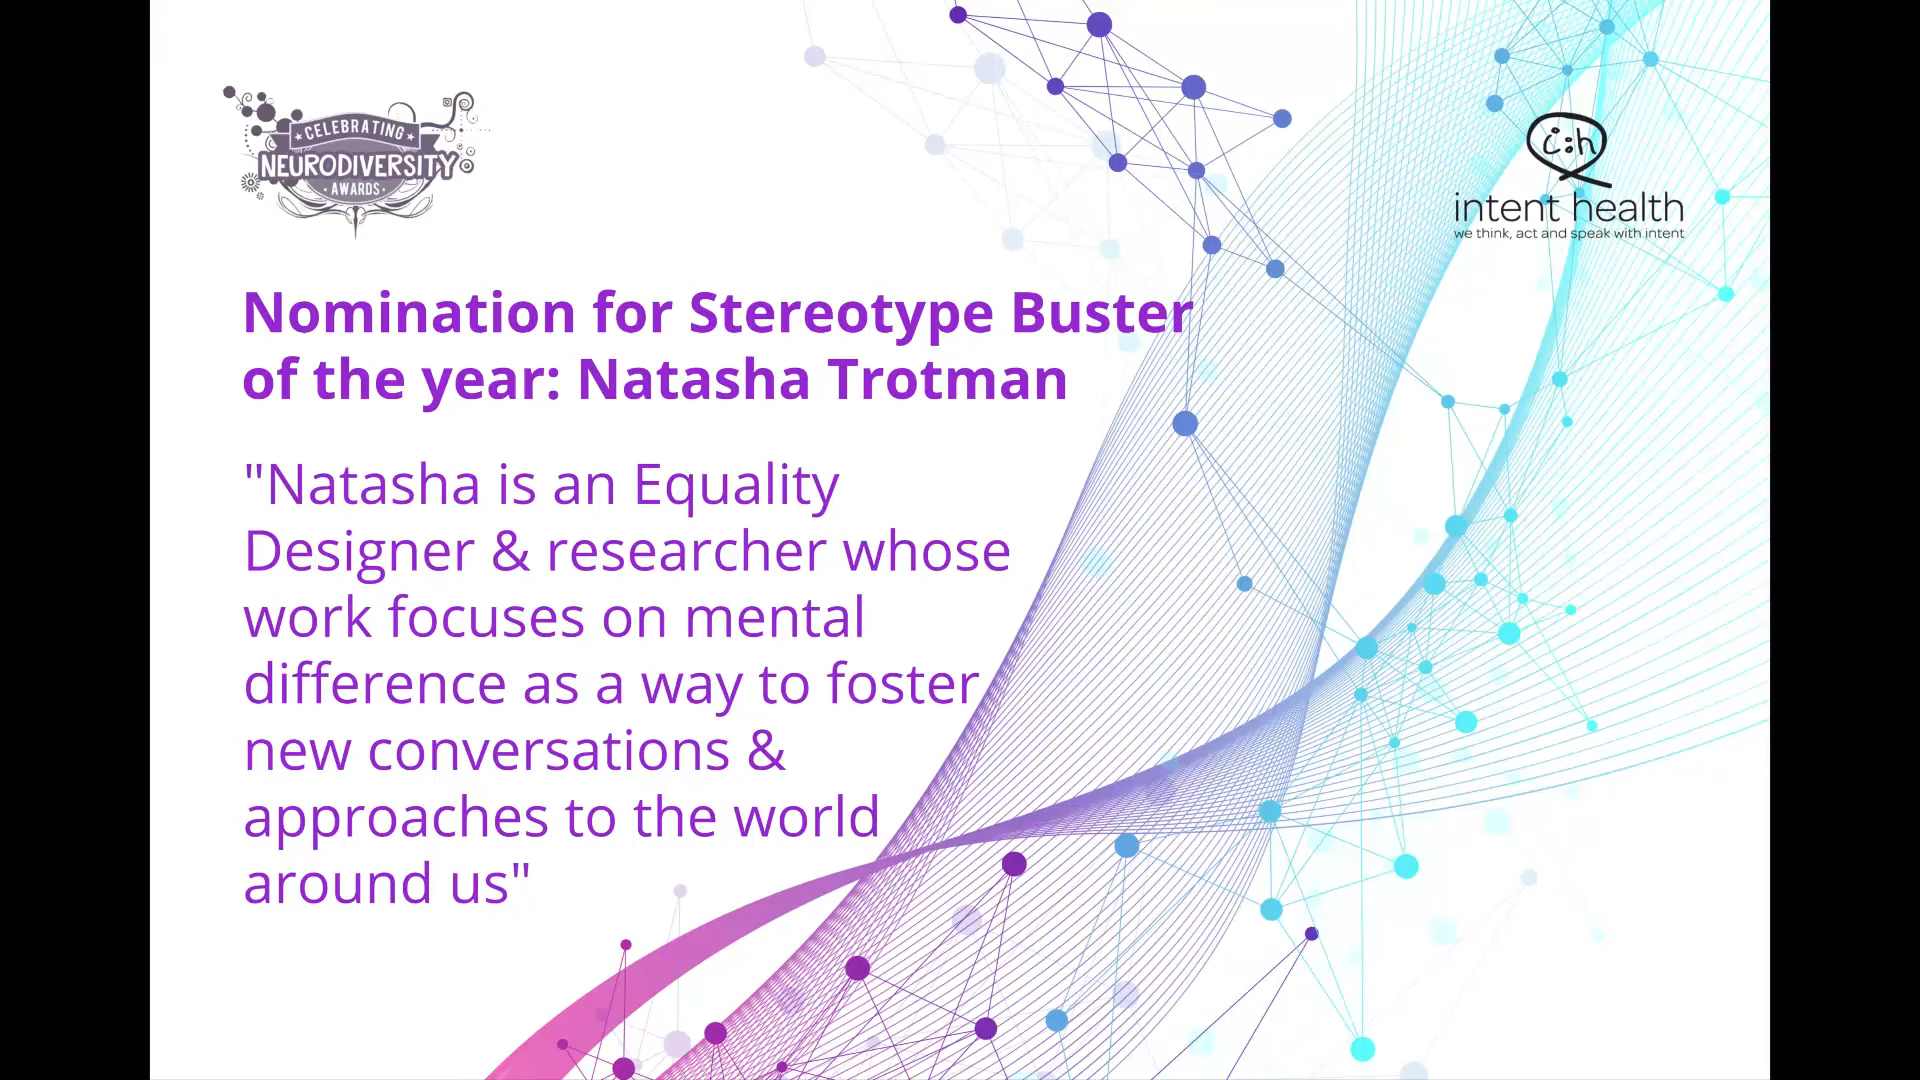 ★CELEBRATING★
NEURODIVERSITY
·AWARDS·
i:h
intent health
we think, act and speak with intent
Nomination for Stereotype Buster
of the year: Natasha Trotman
"Natasha is an Equality
Designer & researcher whose
work focuses on mental
difference as a way to foster
new conversations &
approaches to the world
around us"